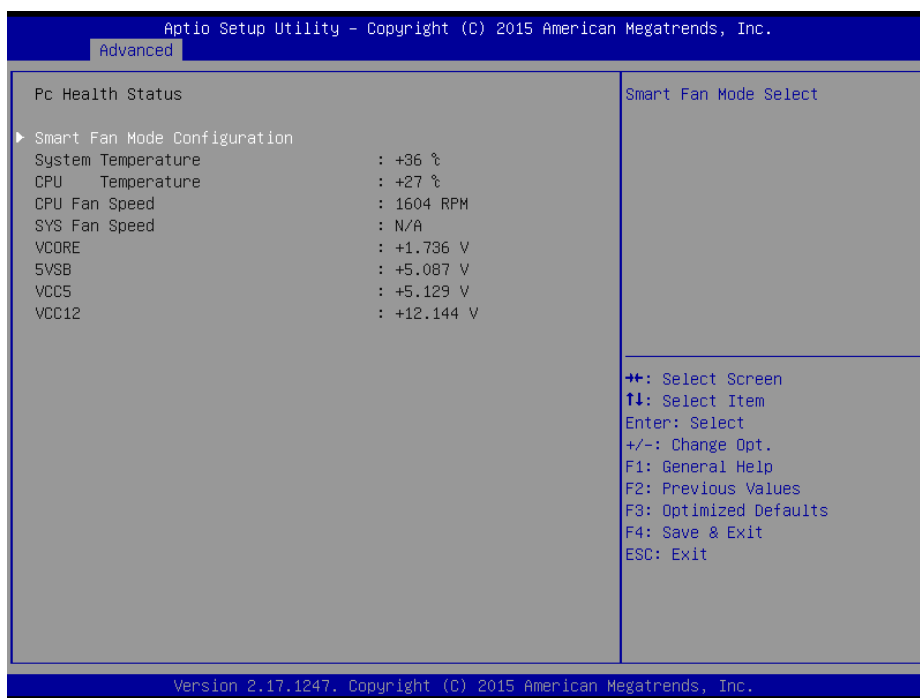 Aptio Setup Utility – Copyright (C) 2015 American Megatrends, Inc.
Advanced
Pc Health Status
Smart Fan Mode Configuration
System Temperature : +36 ℃
CPU Temperature : +27 ℃
CPU Fan Speed : 1604 RPM
SYS Fan Speed : N/A
VCORE : +1.736 V
5VSB : +5.087 V
VCC5 : +5.129 V
VCC12 : +12.144 V
Smart Fan Mode Select
→←: Select Screen
↑↓: Select Item
Enter: Select
+/-: Change Opt.
F1: General Help
F2: Previous Values
F3: Optimized Defaults
F4: Save & Exit
ESC: Exit
Version 2.17.1247. Copyright (C) 2015 American Megatrends, Inc.